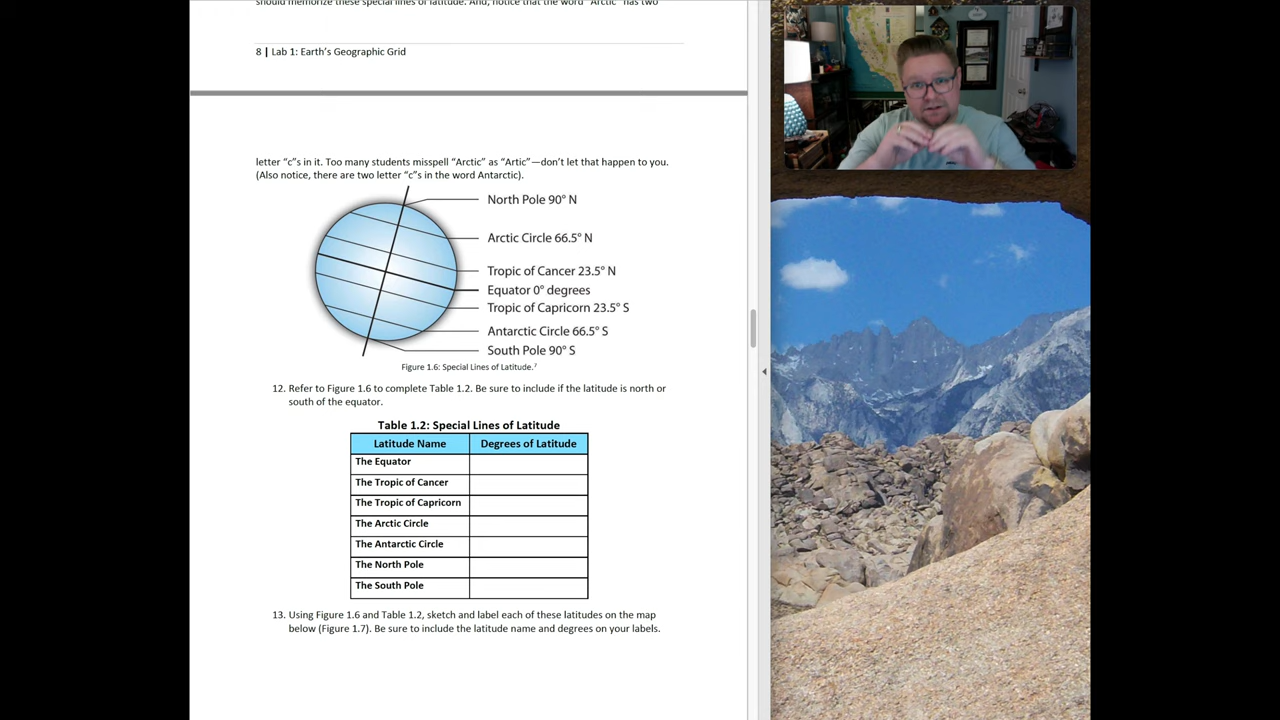 should memorize these special lines of latitude. And, notice that the word "Arctic" has two
8 | Lab 1: Earth's Geographic Grid
letter "c"s in it. Too many students misspell "Arctic" as "Artic"—don't let that happen to you.
(Also notice, there are two letter "c"s in the word Antarctic).
North Pole 90° N
Arctic Circle 66.5° N
Tropic of Cancer 23.5° N
Equator 0° degrees
Tropic of Capricorn 23.5° S
Antarctic Circle 66.5° S
South Pole 90° S
Figure 1.6: Special Lines of Latitude.⁷
12. Refer to Figure 1.6 to complete Table 1.2. Be sure to include if the latitude is north or
south of the equator.
Table 1.2: Special Lines of Latitude
Latitude Name Degrees of Latitude
The Equator
The Tropic of Cancer
The Tropic of Capricorn
The Arctic Circle
The Antarctic Circle
The North Pole
The South Pole
13. Using Figure 1.6 and Table 1.2, sketch and label each of these latitudes on the map
below (Figure 1.7). Be sure to include the latitude name and degrees on your labels.